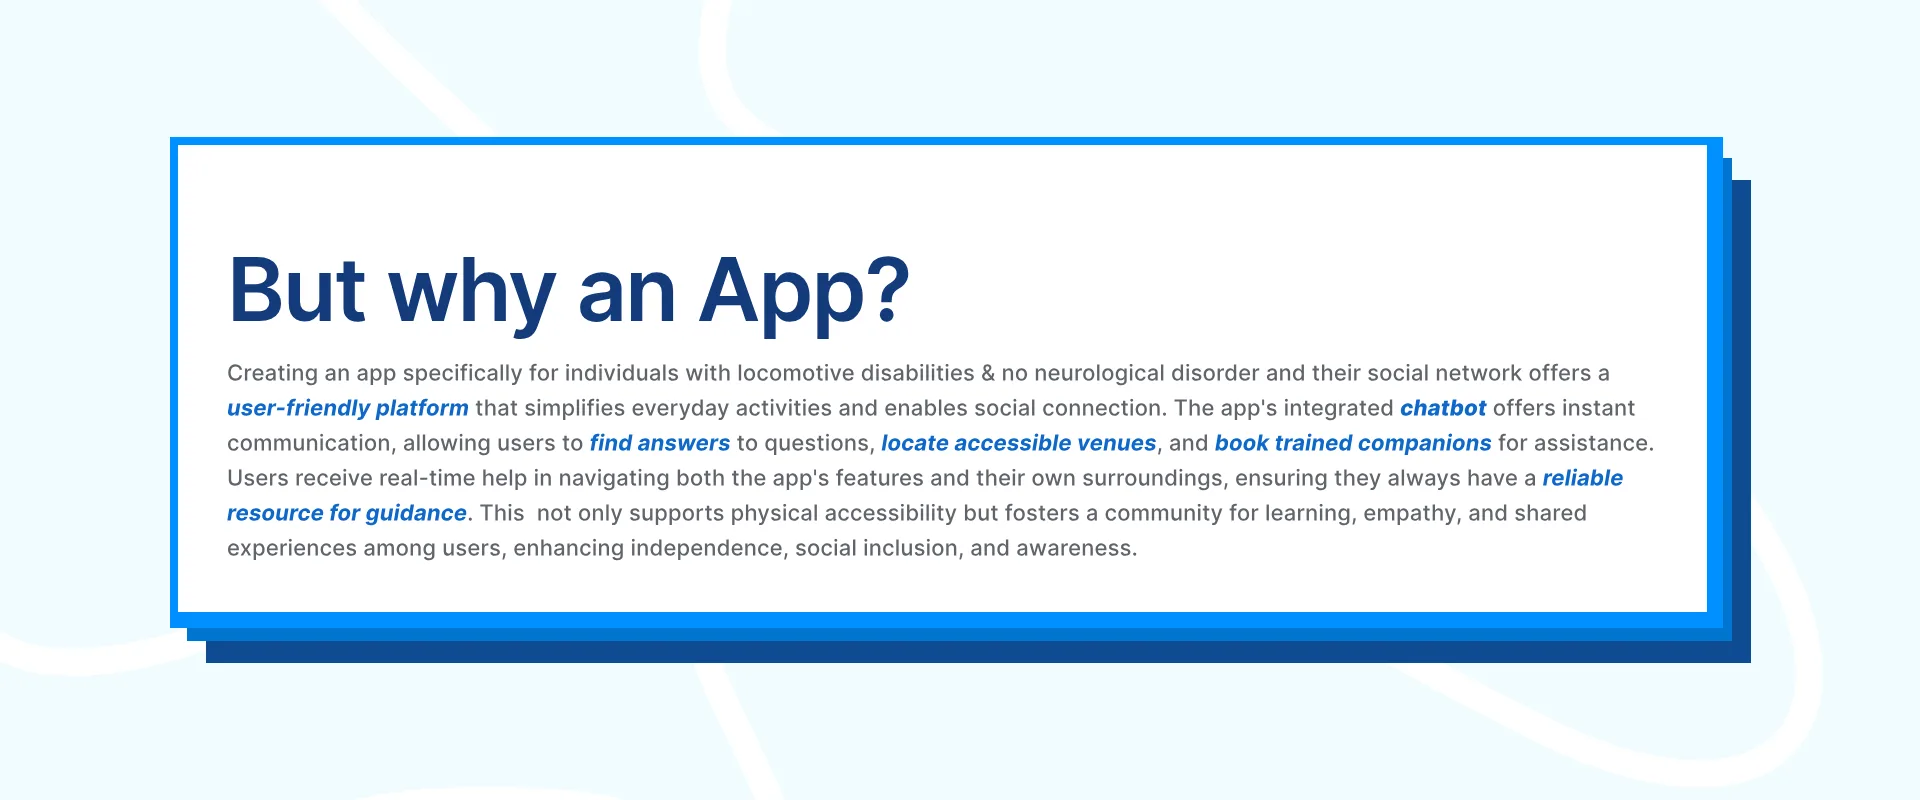 But why an App?
Creating an app specifically for individuals with locomotive disabilities & no neurological disorder and their social network offers a
user-friendly platform that simplifies everyday activities and enables social connection. The app's integrated chatbot offers instant
communication, allowing users to find answers to questions, locate accessible venues, and book trained companions for assistance.
Users receive real-time help in navigating both the app's features and their own surroundings, ensuring they always have a reliable
resource for guidance. This  not only supports physical accessibility but fosters a community for learning, empathy, and shared
experiences among users, enhancing independence, social inclusion, and awareness.